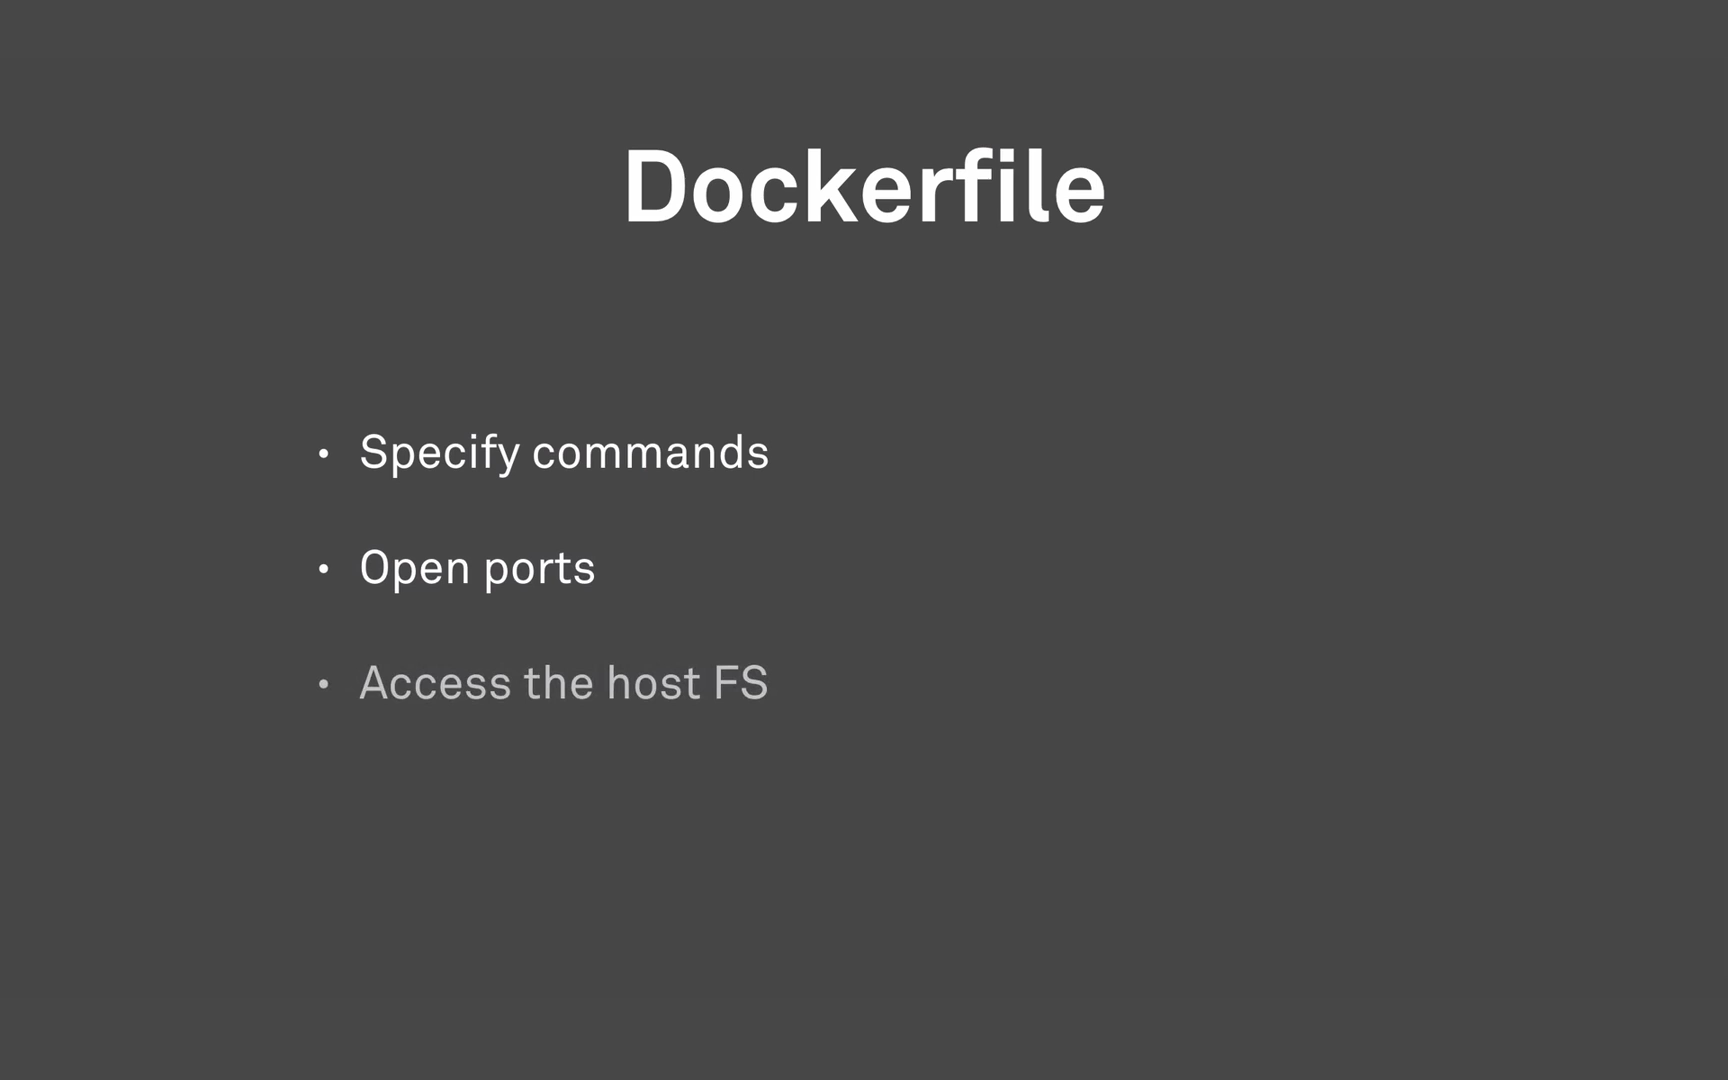 Dockerfile
• Specify commands
• Open ports
• Access the host FS